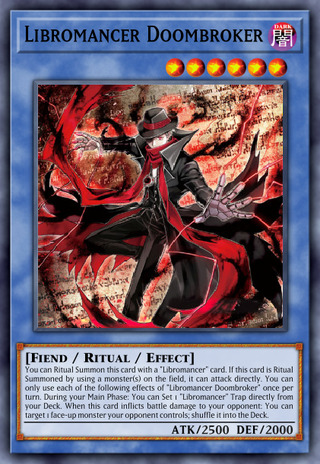 LIBROMANCER DOOMBROKER
DARK
闇
[FIEND / RITUAL / EFFECT]
You can Ritual Summon this card with a "Libromancer" card. If this card is Ritual
Summoned by using a monster(s) on the field, it can attack directly. You can
only use each of the following effects of "Libromancer Doombroker" once per
turn. During your Main Phase: You can Set 1 "Libromancer" Trap directly from
your Deck. When this card inflicts battle damage to your opponent: You can
target 1 face-up monster your opponent controls; shuffle it into the Deck.
ATK/2500 DEF/2000